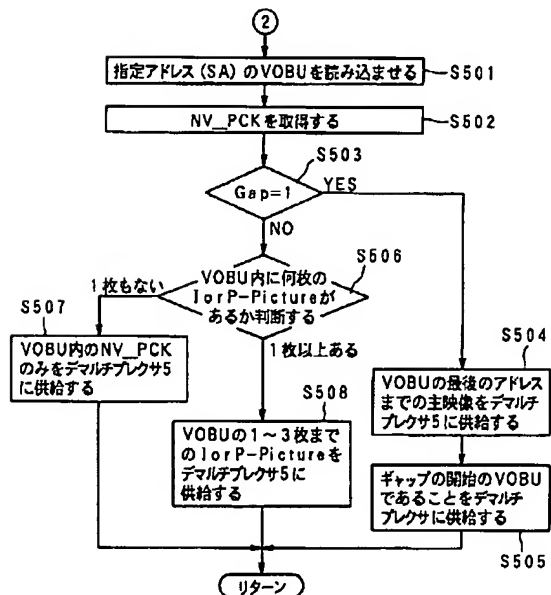 2
指定アドレス(SA)のVOBUを読み込ませる
S501
NV_PCKを取得する
S502
S503
Gap=1
YES
NO
S506
1枚もない
VOBU内に何枚の
IorP-Pictureが
あるか判断する
S507
VOBU内のNV_PCK
のみをデマルチプレクサ5
に供給する
1枚以上ある
S504
VOBUの最後のアドレス
までの主映像をデマルチ
プレクサ5に供給する
S508
VOBUの1~3枚まで
のIorP-Pictureを
デマルチプレクサ5に
供給する
ギャップの開始のVOBU
であることをデマルチ
プレクサに供給する
S505
リターン